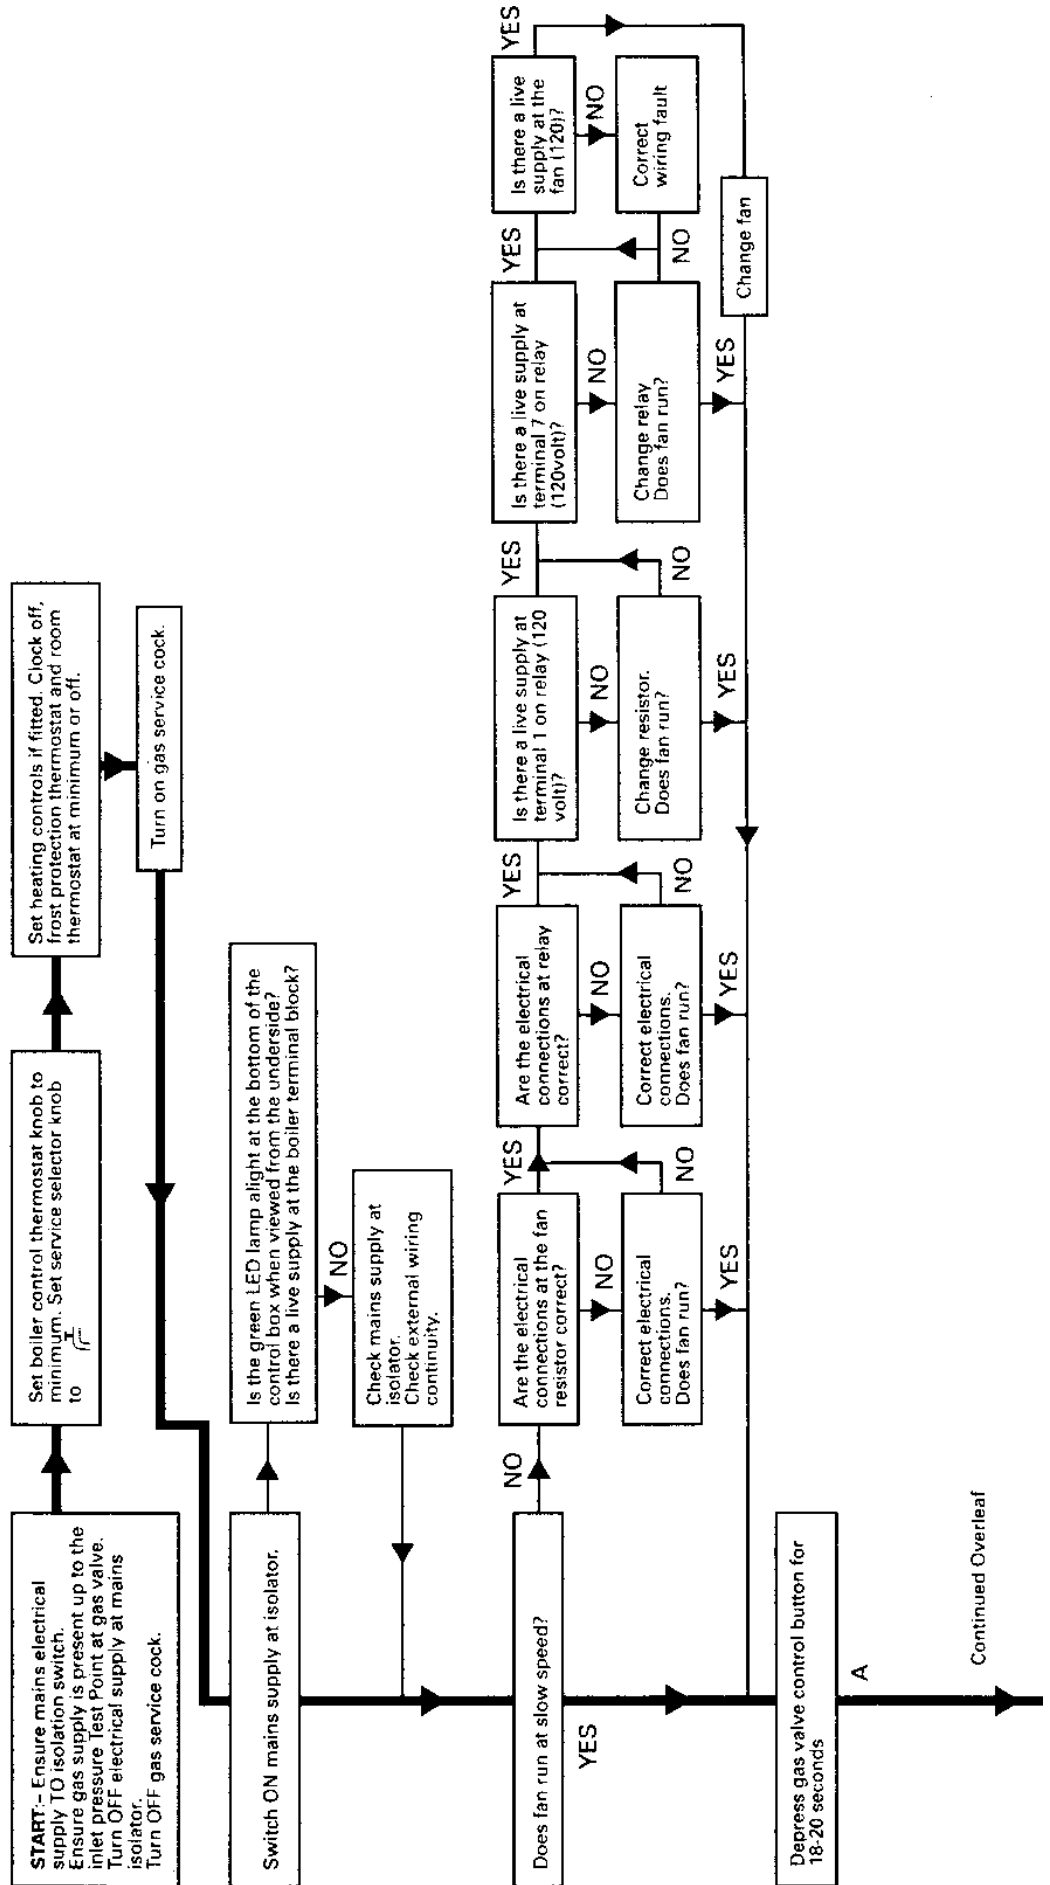 START:– Ensure mains electrical
supply TO isolation switch.
Ensure gas supply is present up to the
inlet pressure Test Point at gas valve.
Turn OFF electrical supply at mains
isolator.
Turn OFF gas service cock.
Set boiler control thermostat knob to
minimum. Set service selector knob
to
Set heating controls if fitted. Clock off,
frost protection thermostat and room
thermostat at minimum or off.
Turn on gas service cock.
Switch ON mains supply at isolator.
Is the green LED lamp alight at the bottom of the
control box when viewed from the underside?
Is there a live supply at the boiler terminal block?
NO
Check mains supply at
isolator.
Check external wiring
continuity.
Does fan run at slow speed?
NO
Are the electrical
connections at the fan
resistor correct?
YES
Are the electrical
connections at relay
correct?
YES
Is there a live supply at
terminal 1 on relay (120
volt)?
YES
Is there a live supply at
terminal 7 on relay
(120volt)?
YES
Is there a live
supply at the
fan (120)?
YES
NO
NO
NO
NO
NO
Correct electrical
connections.
Does fan run?
NO
Correct electrical
connections.
Does fan run?
NO
Change resistor.
Does fan run?
NO
Change relay
Does fan run?
NO
Correct
wiring fault
YES
YES
YES
YES
YES
Change fan
Depress gas valve control button for
18-20 seconds
A
Continued Overleaf